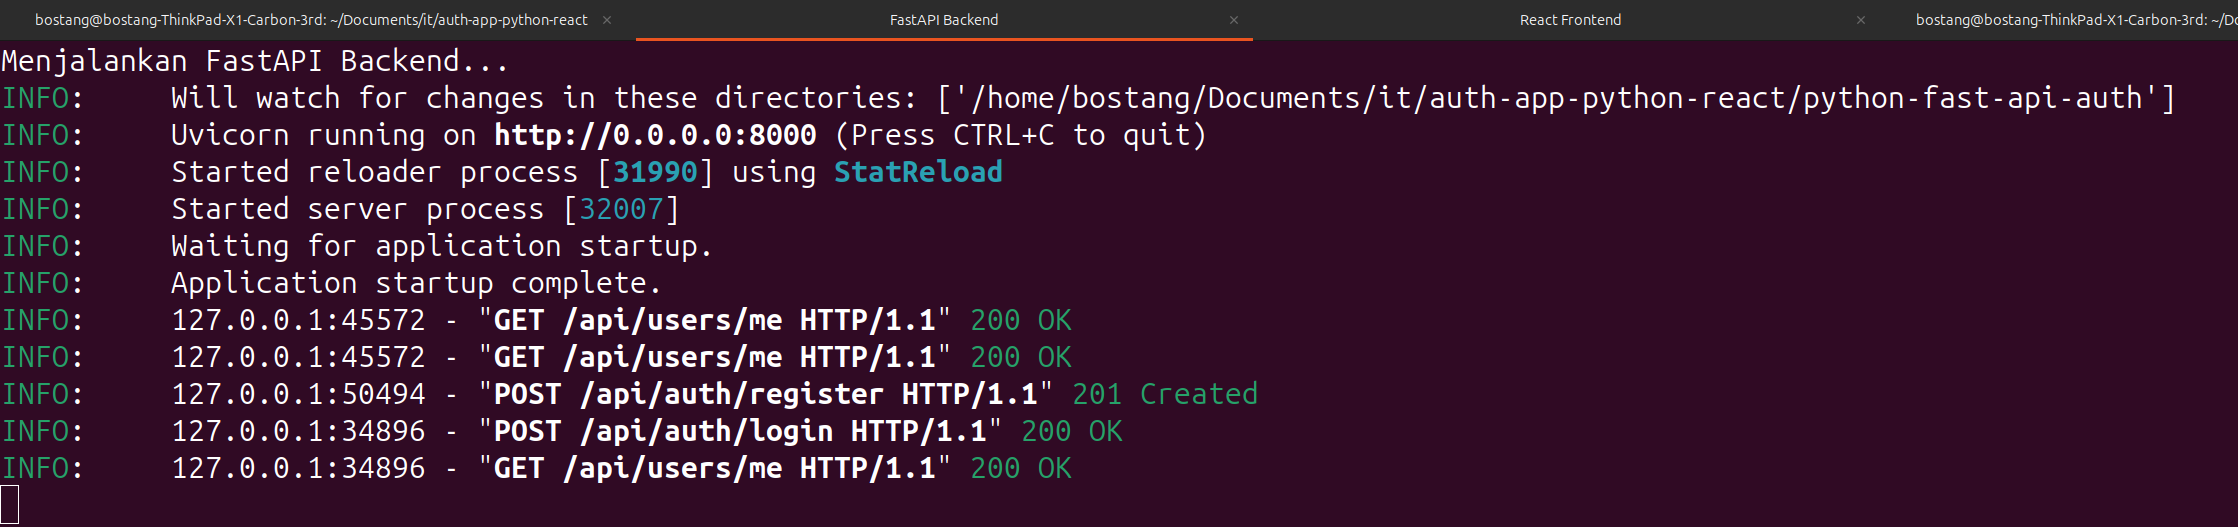 bostang@bostang-ThinkPad-X1-Carbon-3rd: ~/Documents/it/auth-app-python-react × FastAPI Backend × React Frontend × bostang@bostang-ThinkPad-X1-Carbon-3rd: ~/Do
Menjalankan FastAPI Backend...
INFO: Will watch for changes in these directories: ['/home/bostang/Documents/it/auth-app-python-react/python-fast-api-auth']
INFO: Uvicorn running on http://0.0.0.0:8000 (Press CTRL+C to quit)
INFO: Started reloader process [31990] using StatReload
INFO: Started server process [32007]
INFO: Waiting for application startup.
INFO: Application startup complete.
INFO: 127.0.0.1:45572 - "GET /api/users/me HTTP/1.1" 200 OK
INFO: 127.0.0.1:45572 - "GET /api/users/me HTTP/1.1" 200 OK
INFO: 127.0.0.1:50494 - "POST /api/auth/register HTTP/1.1" 201 Created
INFO: 127.0.0.1:34896 - "POST /api/auth/login HTTP/1.1" 200 OK
INFO: 127.0.0.1:34896 - "GET /api/users/me HTTP/1.1" 200 OK